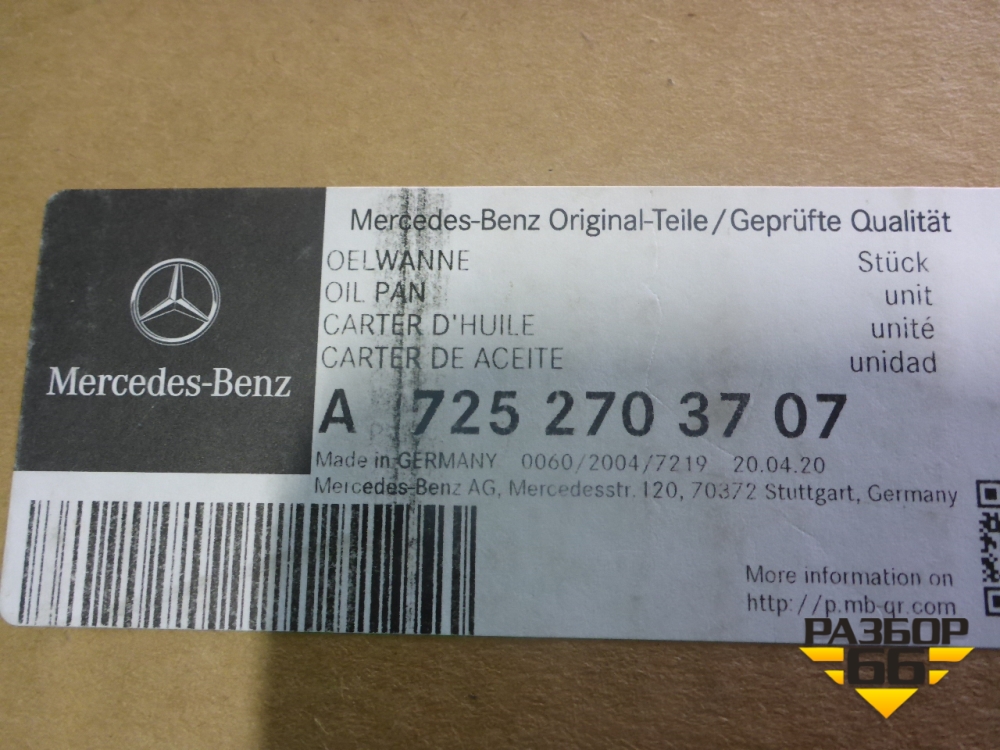 Mercedes-Benz Original-Teile/Geprüfte Qualität
OELWANNE Stück
OIL PAN unit
CARTER D'HUILE unité
CARTER DE ACEITE unidad
Mercedes-Benz
A 725 270 37 07
Made in GERMANY 0060/2004/7219 20.04.20
Mercedes-Benz AG, Mercedesstr. 120, 70372 Stuttgart, Germany
More information on
http://p.mb-qr.com
РАЗБОР
66